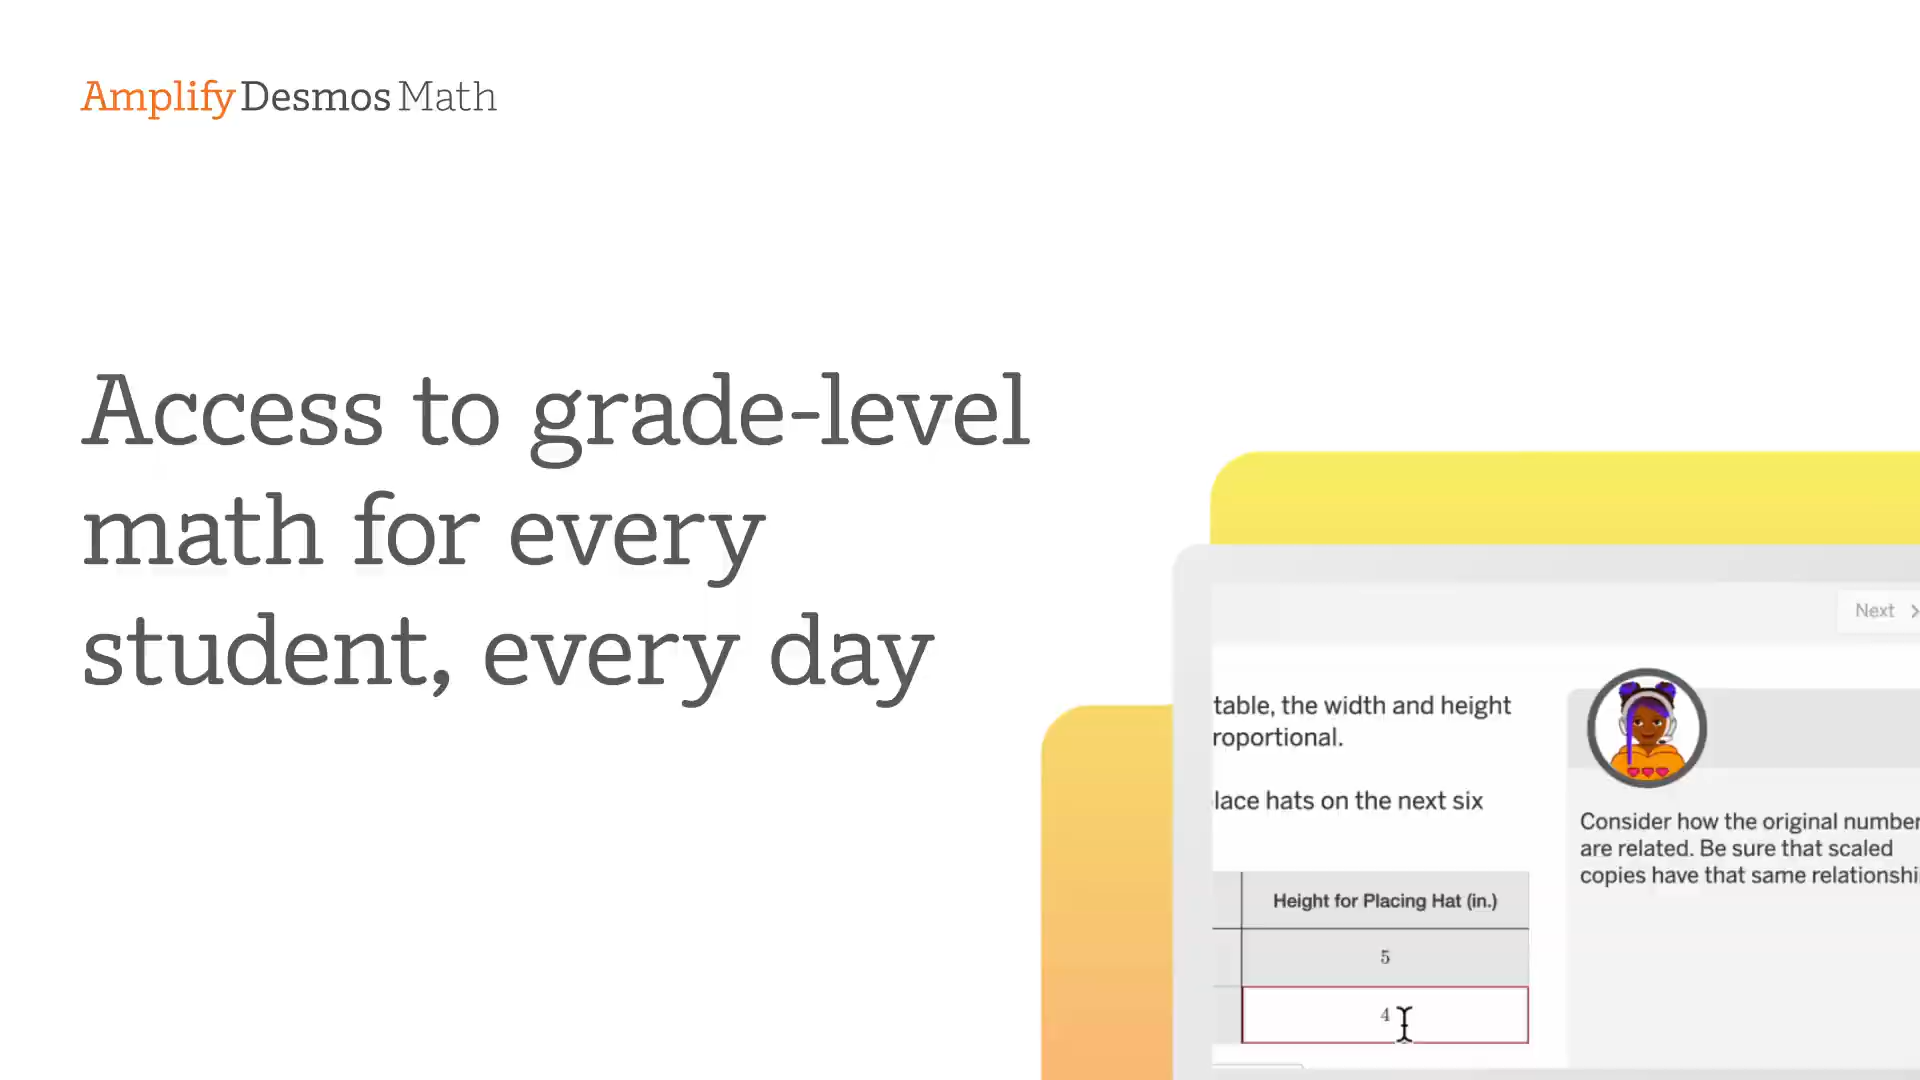 Amplify Desmos Math
Access to grade-level
math for every
student, every day
Next
table, the width and height
roportional.
lace hats on the next six
Height for Placing Hat (in.)
5
4
Consider how the original number
are related. Be sure that scaled
copies have that same relationshi